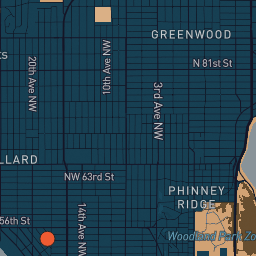 GREENWOOD
N 81st St
20th Ave NW
10th Ave NW
3rd Ave NW
LLARD
NW 63rd St
PHINNEY
RIDGE
56th St
14th Ave NW
Woodland Park Zo